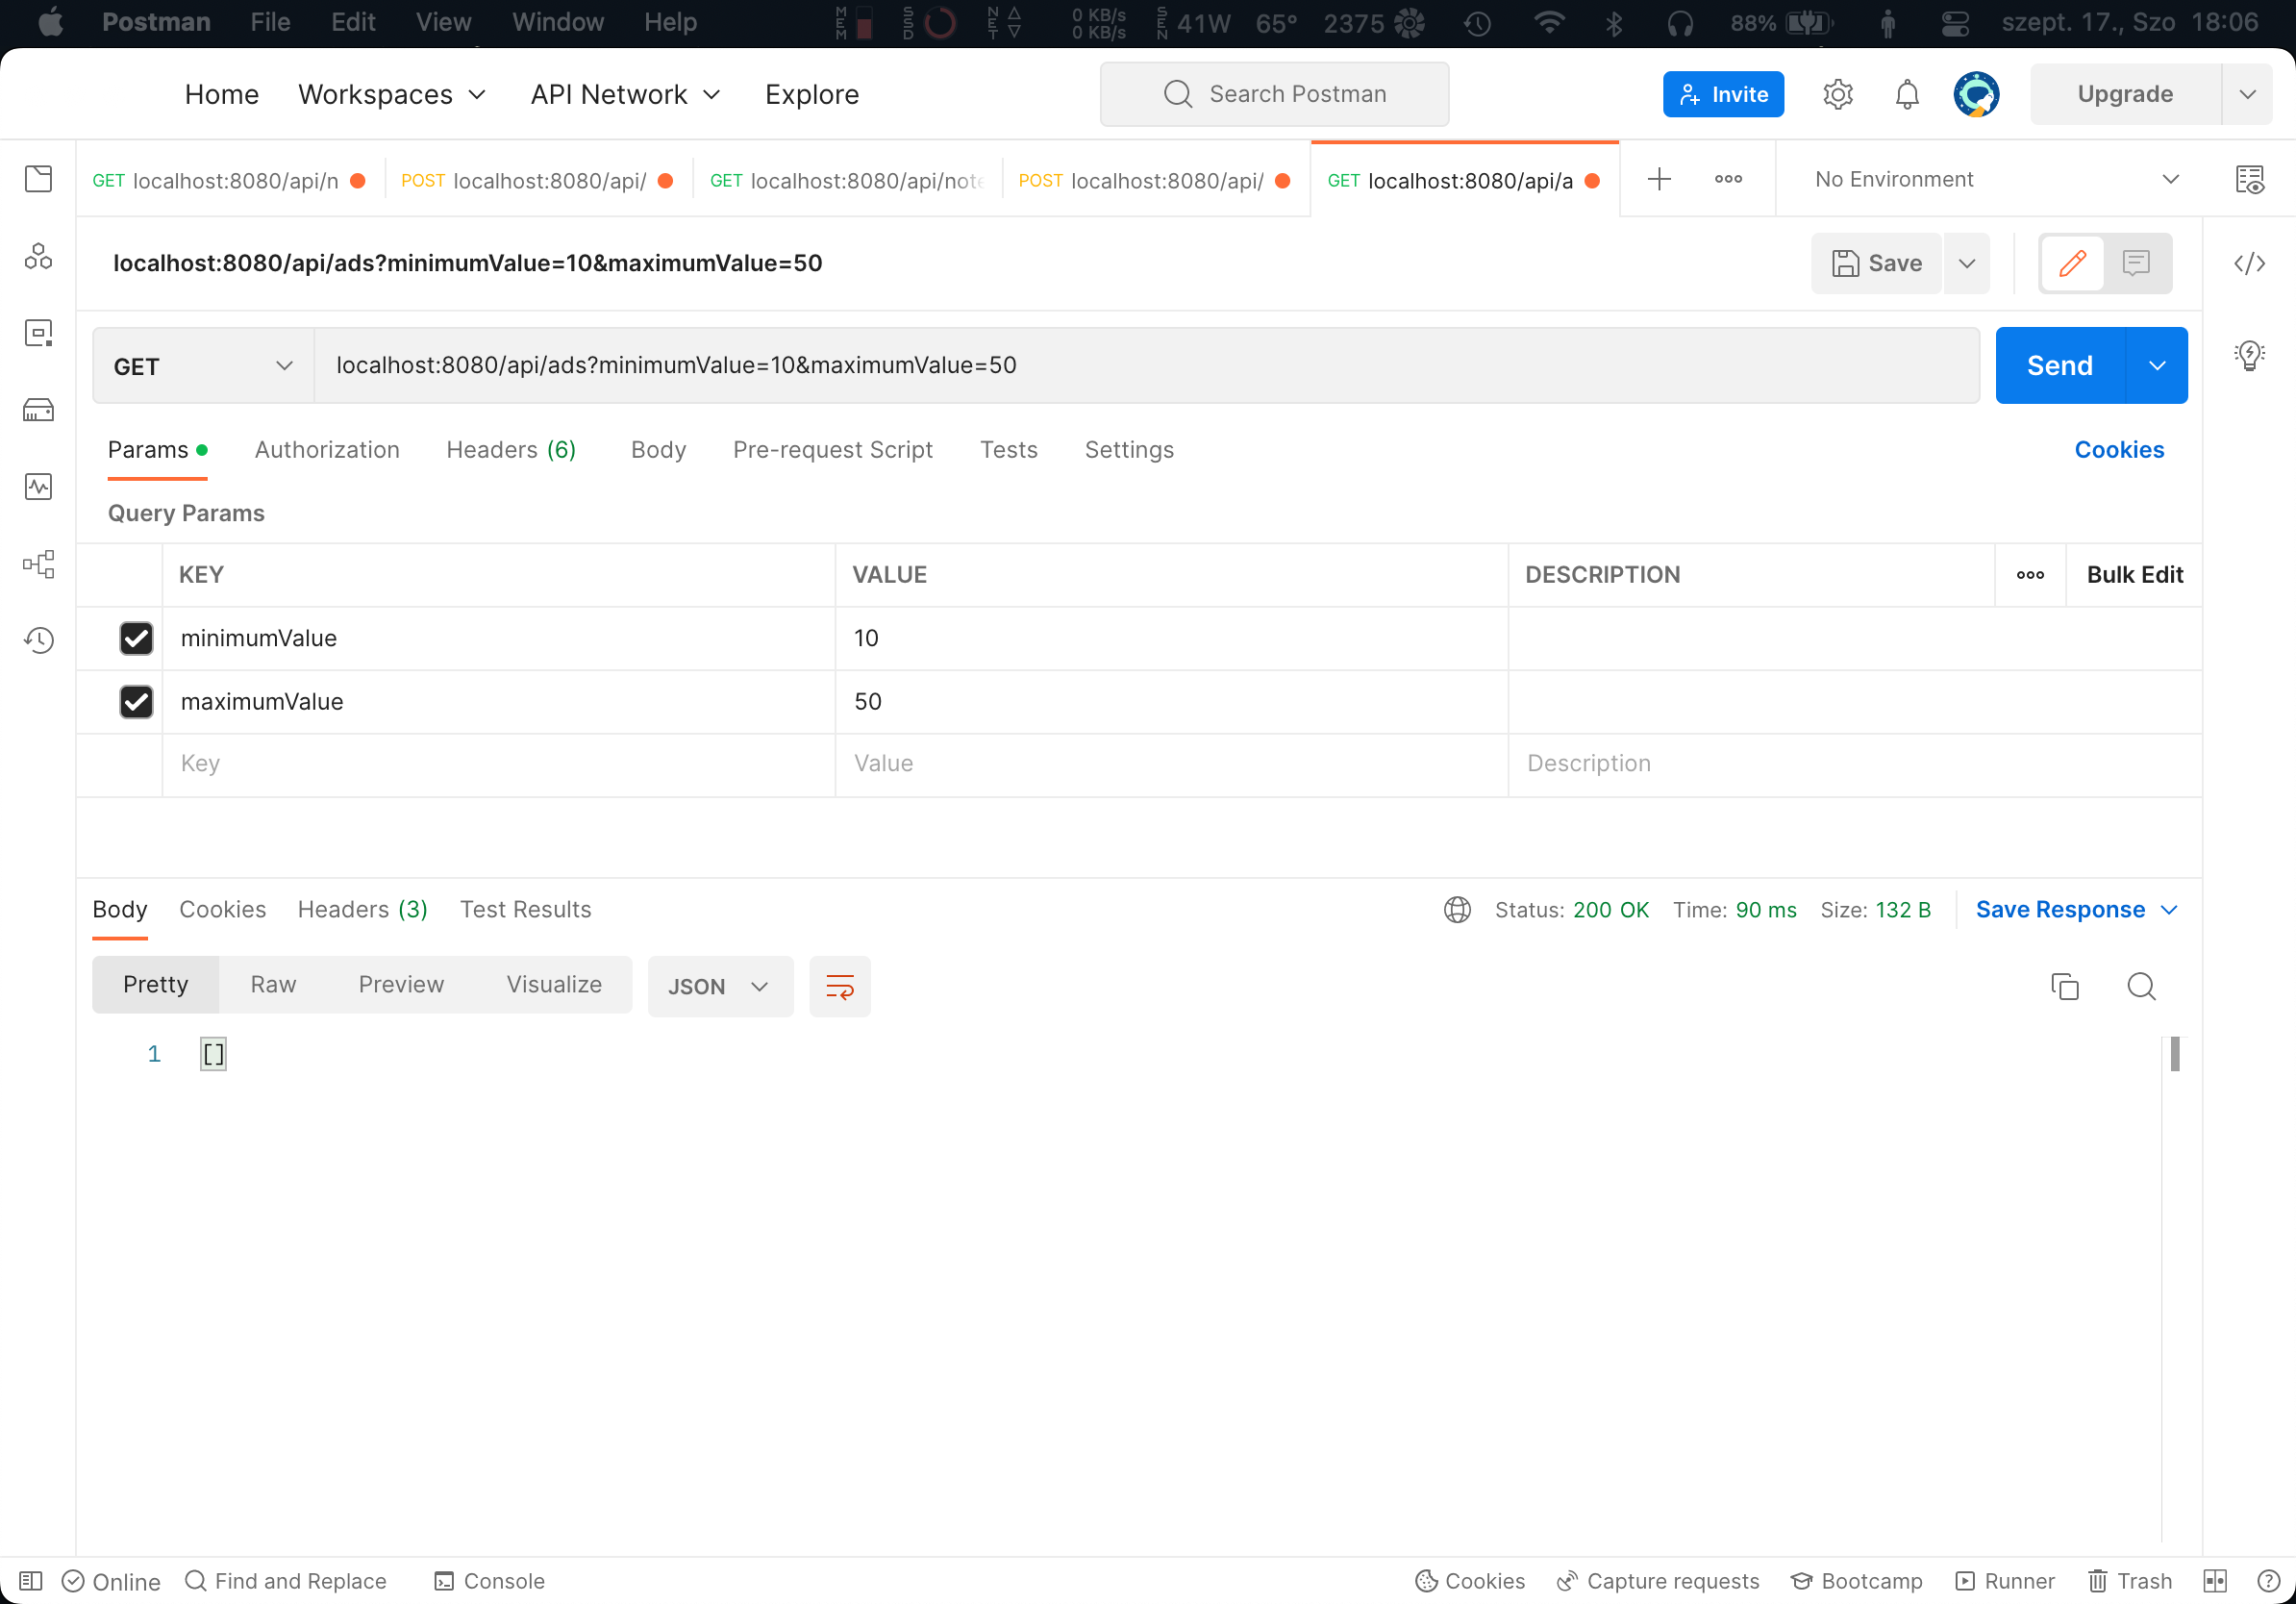 Postman File Edit View Window Help MEM SSD NET 0 KB/s 0 KB/s SEN 41W 65° 2375 88% szept. 17., Szo 18:06
Home Workspaces API Network Explore Search Postman Invite Upgrade
GET localhost:8080/api/n POST localhost:8080/api/ GET localhost:8080/api/note POST localhost:8080/api/ GET localhost:8080/api/a No Environment
localhost:8080/api/ads?minimumValue=10&maximumValue=50 Save
GET localhost:8080/api/ads?minimumValue=10&maximumValue=50 Send
Params Authorization Headers (6) Body Pre-request Script Tests Settings Cookies
Query Params
KEY VALUE DESCRIPTION Bulk Edit
minimumValue 10
maximumValue 50
Key Value Description
Body Cookies Headers (3) Test Results Status: 200 OK Time: 90 ms Size: 132 B Save Response
Pretty Raw Preview Visualize JSON
1 []
Online Find and Replace Console Cookies Capture requests Bootcamp Runner Trash